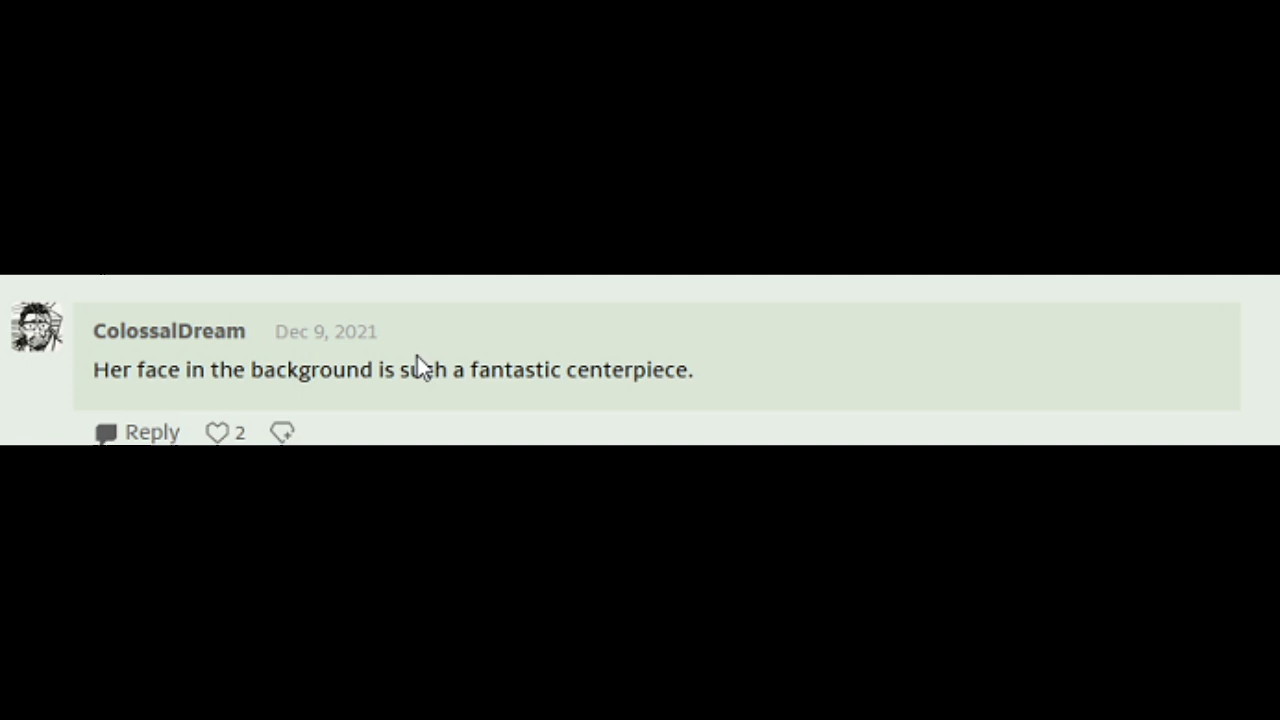 ColossalDream Dec 9, 2021
Her face in the background is such a fantastic centerpiece.
Reply 2